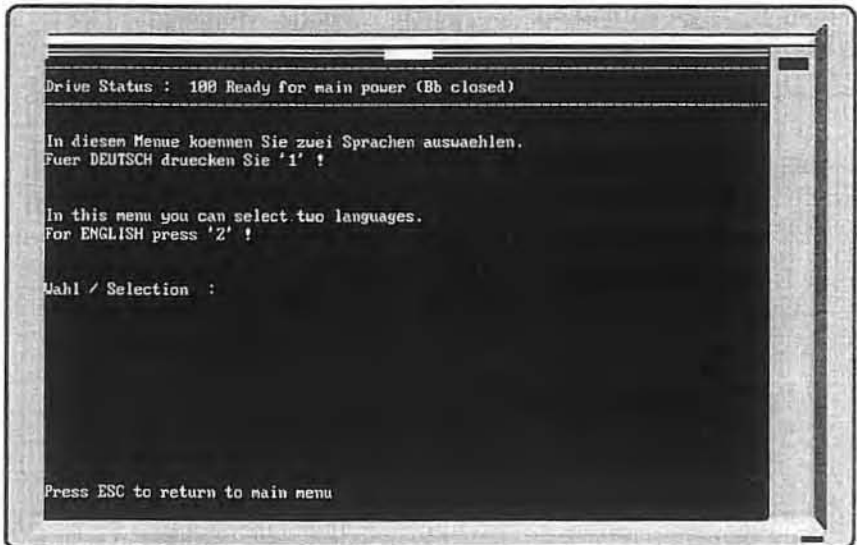 Drive Status : 100 Ready for main power (Bb closed)
In diesem Menue koennen Sie zwei Sprachen auswaehlen.
Fuer DEUTSCH druecken Sie '1' !
In this menu you can select two languages.
For ENGLISH press '2' !
Wahl / Selection :
Press ESC to return to main menu